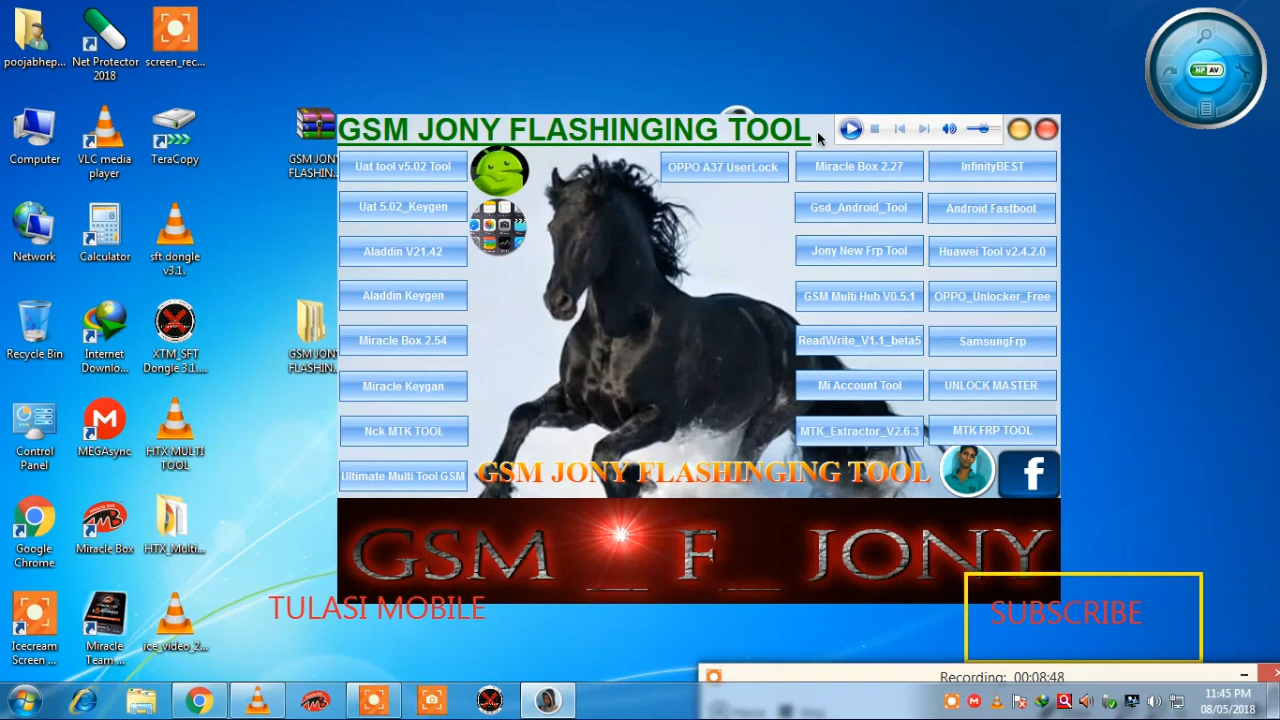 poojabhep...
Net Protector
2018
screen_rec...
Computer
VLC media
player
TeraCopy
GSM JON
FLASHIN...
Network
Calculator
sft dongle
v3.1.
Recycle Bin
Internet
Downlo...
XTM_SFT
Dongle 3.1....
GSM JON
FLASHIN...
Control
Panel
MEGAsync
HTX MULTI
TOOL
Google
Chrome
Miracle Box
HTX_Multi...
Icecream
Screen ...
Miracle
Team ...
ice_video_2...
NP AV
GSM JONY FLASHINGING TOOL
Uat tool v5.02 Tool
Uat 5.02_Keygen
Aladdin V21.42
Aladdin Keygen
Miracle Box 2.54
Miracle Keygan
Nck MTK TOOL
Ultimate Multi Tool GSM
OPPO A37 UserLock
Miracle Box 2.27
InfinityBEST
Gsd_Android_Tool
Android Fastboot
Jony New Frp Tool
Huawei Tool v2.4.2.0
GSM Multi Hub V0.5.1
OPPO_Unlocker_Free
ReadWrite_V1.1_beta5
SamsungFrp
Mi Account Tool
UNLOCK MASTER
MTK_Extractor_V2.6.3
MTK FRP TOOL
GSM JONY FLASHINGING TOOL
f
GSM _ F _ JONY
TULASI MOBILE
SUBSCRIBE
Recording: 00:08:48
11:45 PM
08/05/2018